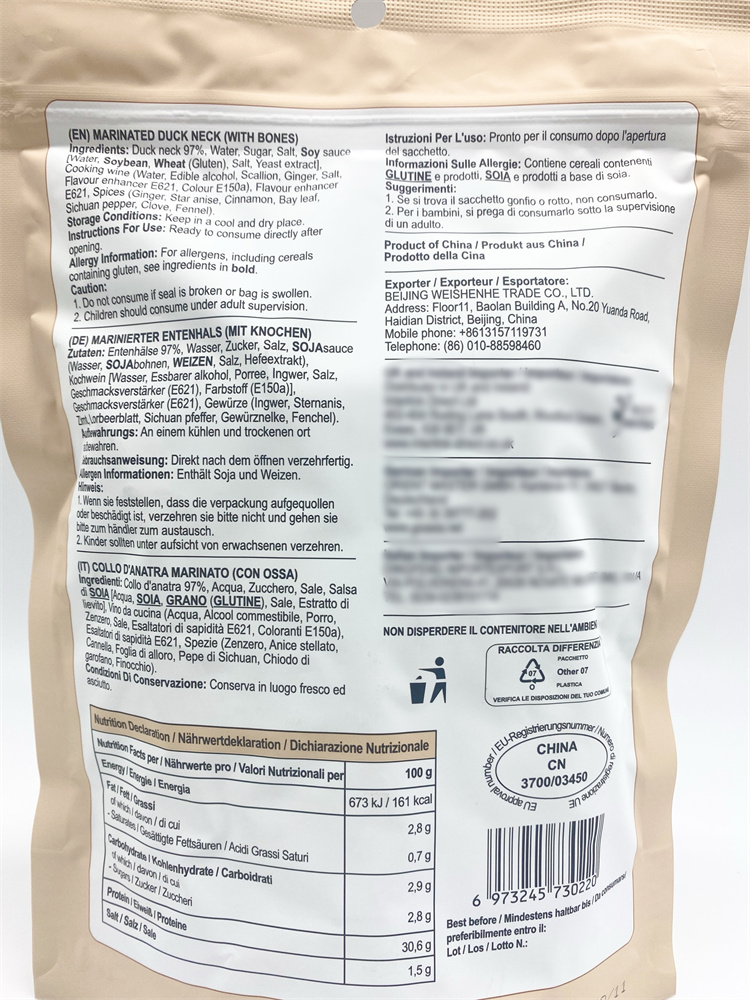 (EN) MARINATED DUCK NECK (WITH BONES)
Ingredients: Duck neck 97%, Water, Sugar, Salt, Soy sauce
[Water, Soybean, Wheat (Gluten), Salt, Yeast extract],
Cooking wine (Water, Edible alcohol, Scallion, Ginger, Salt,
Flavour enhancer E621, Colour E150a), Flavour enhancer
E621, Spices (Ginger, Star anise, Cinnamon, Bay leaf,
Sichuan pepper, Clove, Fennel).
Storage Conditions: Keep in a cool and dry place.
Instructions For Use: Ready to consume directly after
opening.
Allergy Information: For allergens, including cereals
containing gluten, see ingredients in bold.
Caution:
1. Do not consume if seal is broken or bag is swollen.
2. Children should consume under adult supervision.
(DE) MARINIERTER ENTENHALS (MIT KNOCHEN)
Zutaten: Entenhälse 97%, Wasser, Zucker, Salz, SOJAsauce
(Wasser, SOJAbohnen, WEIZEN, Salz, Hefeextrakt),
Kochwein [Wasser, Essbarer alkohol, Porree, Ingwer, Salz,
Geschmacksverstärker (E621), Farbstoff (E150a)],
Geschmacksverstärker (E621), Gewürze (Ingwer, Sternanis,
Zimt, Lorbeerblatt, Sichuan pfeffer, Gewürznelke, Fenchel).
Aufbewahrungs: An einem kühlen und trockenen ort
Direkt nach dem öffnen verzehrfertig.
Informationen: Enthält Soja und Weizen.
Hinweis:
1. Wenn sie feststellen, dass die verpackung aufgequollen
oder beschädigt ist, verzehren sie bitte nicht und gehen sie
bitte zum händler zum austausch.
2. Kinder sollten unter aufsicht von erwachsenen verzehren.
(IT) COLLO D'ANATRA MARINATO (CON OSSA)
Ingredienti: Collo d'anatra 97%, Acqua, Zucchero, Sale, Salsa
di SOIA [Acqua, SOIA, GRANO (GLUTINE), Sale, Estratto di
lievito], Vino da cucina (Acqua, Alcool commestibile, Porro,
Zenzero, Sale, Esaltatori di sapidità E621, Coloranti E150a),
Esaltatori di sapidità E621, Spezie (Zenzero, Anice stellato,
Cannella, Foglia di alloro, Pepe di Sichuan, Chiodo di
garofano, Finocchio).
Condizioni Di Conservazione: Conserva in luogo fresco ed
asciutto.
Istruzioni Per L'uso: Pronto per il consumo dopo l'apertura
del sacchetto.
Informazioni Sulle Allergie: Contiene cereali contenenti
GLUTINE e prodotti, SOIA e prodotti a base di soia.
Suggerimenti:
1. Se si trova il sacchetto gonfio o rotto, non consumarlo.
2. Per i bambini, si prega di consumarlo sotto la supervisione
di un adulto.
Product of China / Produkt aus China /
Prodotto della Cina
Exporter / Exporteur / Esportatore:
BEIJING WEISHENHE TRADE CO., LTD.
Address: Floor11, Baolan Building A, No.20 Yuanda Road,
Haidian District, Beijing, China
Mobile phone: +8613157119731
Telephone: (86) 010-88598460
NON DISPERDERE IL CONTENITORE NELL'AMBIEN
RACCOLTA DIFFERENZIA
PACCHETTO
07
Other 07
PLASTICA
VERIFICA LE DISPOSIZIONI DEL TUO COMUN
Nutrition Declaration / Nährwertdeklaration / Dichiarazione Nutrizionale
Nutrition Facts per / Nährwerte pro / Valori Nutrizionali per 100 g
Energy / Energie / Energia 673 kJ / 161 kcal
Fat / Fett / Grassi 2,8 g
of which / davon / di cui
- Saturates / Gesättigte Fettsäuren / Acidi Grassi Saturi 0,7 g
Carbohydrate / Kohlenhydrate / Carboidrati 2,9 g
of which / davon / di cui
- Sugars / Zucker / Zuccheri 2,8 g
Protein / Eiweiß / Proteine 30,6 g
Salt / Salz / Sale 1,5 g
EU approval number / EU-Registrierungsnummer / Numero di registrazione UE
CHINA
CN
3700/03450
6 973245 730220
Best before / Mindestens haltbar bis / Da consumarsi
preferibilmente entro il:
Lot / Los / Lotto N.: